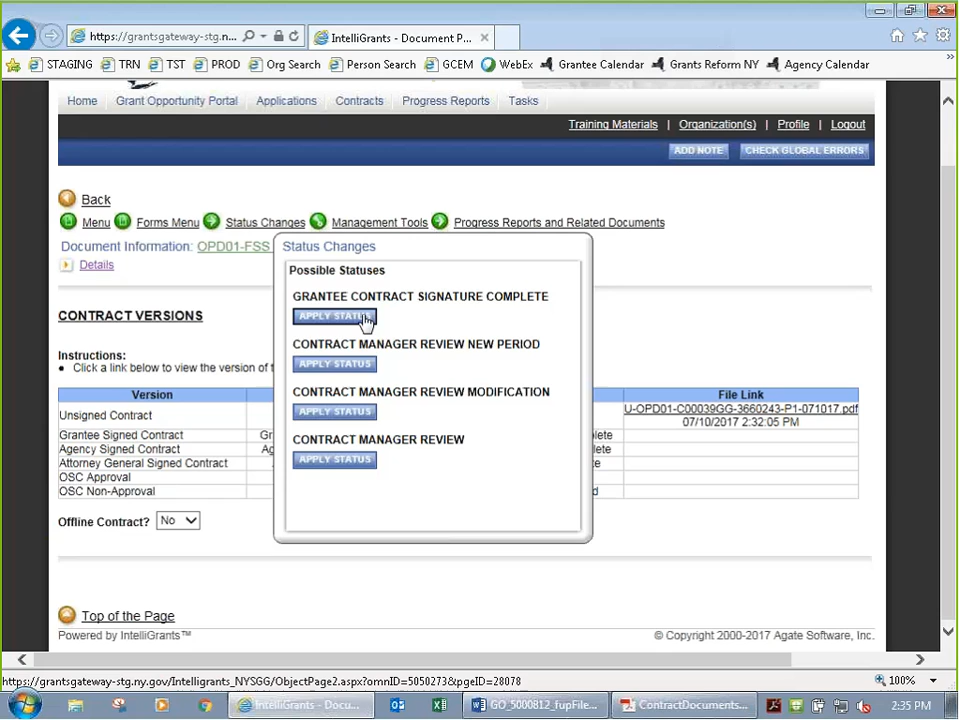 https://grantsgateway-stg.ny.n...
IntelliGrants - Document P...
STAGING TRN TST PROD Org Search Person Search GCEM WebEx Grantee Calendar Grants Reform NY Agency Calendar
Home Grant Opportunity Portal Applications Contracts Progress Reports Tasks
Training Materials | Organization(s) | Profile | Logout
ADD NOTE CHECK GLOBAL ERRORS
Back
Menu Forms Menu Status Changes Management Tools Progress Reports and Related Documents
Document Information: OPD01-FSS
Details
Status Changes
Possible Statuses
GRANTEE CONTRACT SIGNATURE COMPLETE
APPLY STATUS
CONTRACT MANAGER REVIEW NEW PERIOD
APPLY STATUS
CONTRACT MANAGER REVIEW MODIFICATION
APPLY STATUS
CONTRACT MANAGER REVIEW
APPLY STATUS
CONTRACT VERSIONS
Instructions:
Click a link below to view the version of t
Version File Link
Unsigned Contract U-OPD01-C00039GG-3660243-P1-071017.pdf
07/10/2017 2:32:05 PM
Grantee Signed Contract Gr lete
Agency Signed Contract Ag lete
Attorney General Signed Contract te
OSC Approval
OSC Non-Approval d
Offline Contract? No
Top of the Page
Powered by IntelliGrants™ © Copyright 2000-2017 Agate Software, Inc.
https://grantsgateway-stg.ny.gov/Intelligrants_NYSGG/ObjectPage2.aspx?omnID=5050273&pgeID=28078
100%
IntelliGrants - Docu... GO_5000812_fupFile... ContractDocuments... 2:35 PM